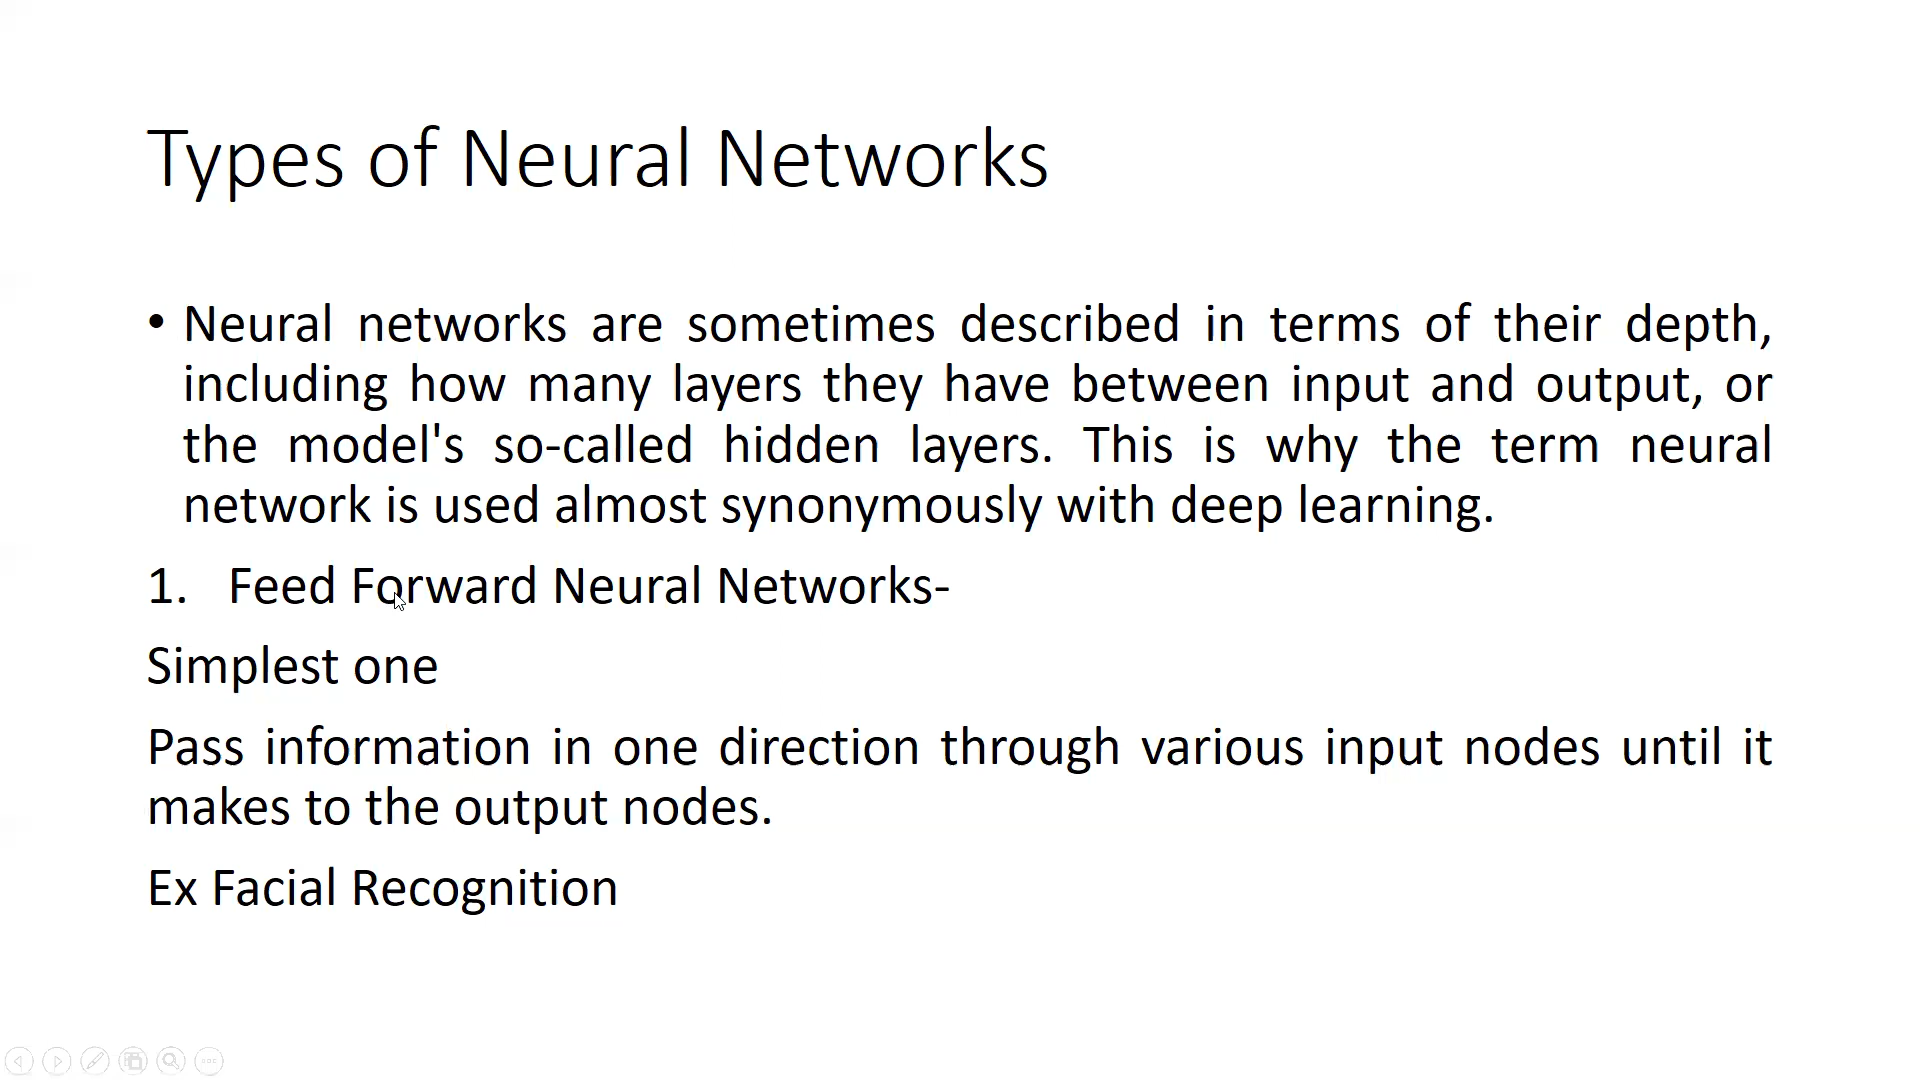 Types of Neural Networks
• Neural networks are sometimes described in terms of their depth,
including how many layers they have between input and output, or
the model's so-called hidden layers. This is why the term neural
network is used almost synonymously with deep learning.
1. Feed Forward Neural Networks-
Simplest one
Pass information in one direction through various input nodes until it
makes to the output nodes.
Ex Facial Recognition